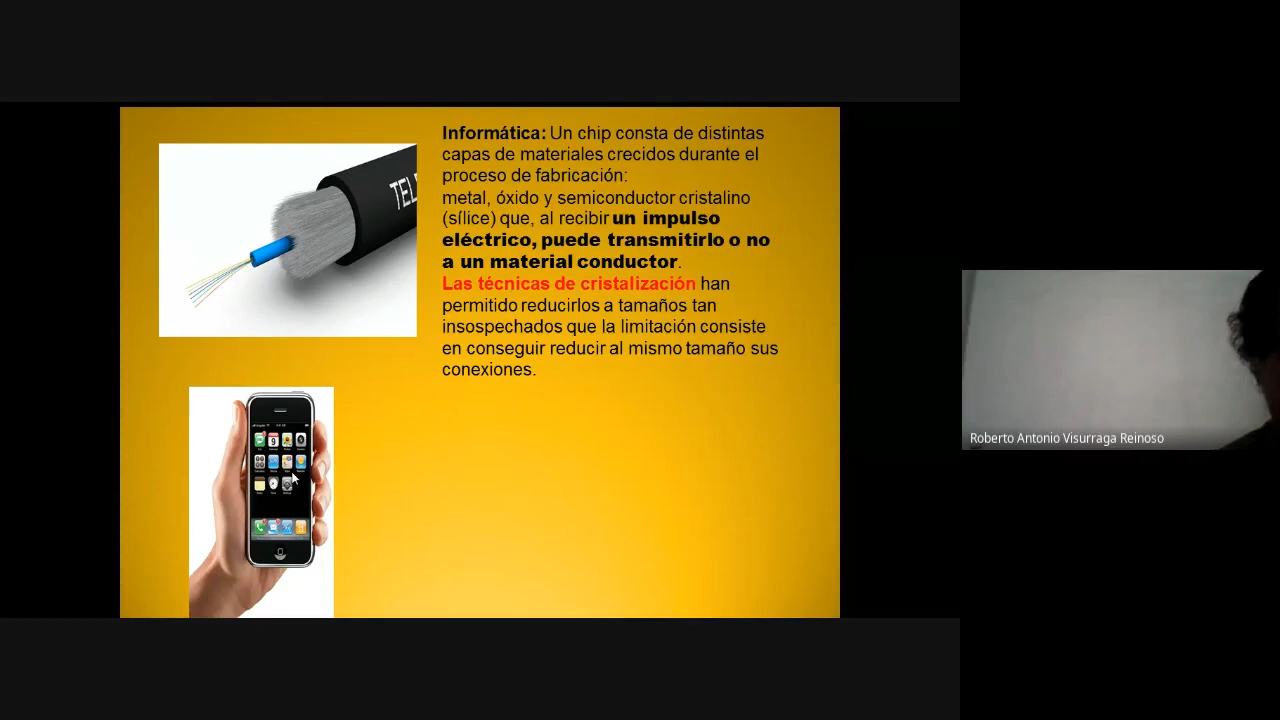 Informática: Un chip consta de distintas
capas de materiales crecidos durante el
proceso de fabricación:
metal, óxido y semiconductor cristalino
(sílice) que, al recibir un impulso
eléctrico, puede transmitirlo o no
a un material conductor.
Las técnicas de cristalización han
permitido reducirlos a tamaños tan
insospechados que la limitación consiste
en conseguir reducir al mismo tamaño sus
conexiones.
TEL
Roberto Antonio Visurraga Reinoso